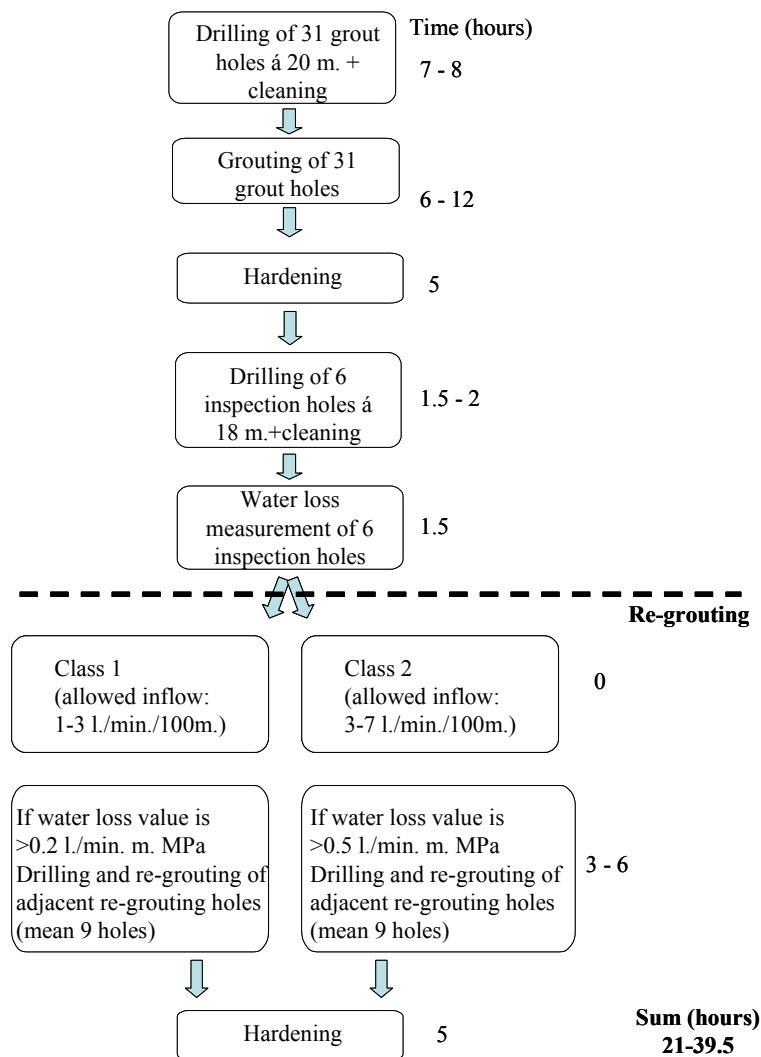 Drilling of 31 grout
holes á 20 m. +
cleaning
Time (hours)
7 - 8
Grouting of 31
grout holes
6 - 12
Hardening
5
Drilling of 6
inspection holes á
18 m.+cleaning
1.5 - 2
Water loss
measurement of 6
inspection holes
1.5
Re-grouting
Class 1
(allowed inflow:
1-3 l./min./100m.)
Class 2
(allowed inflow:
3-7 l./min./100m.)
0
If water loss value is
>0.2 l./min. m. MPa
Drilling and re-grouting of
adjacent re-grouting holes
(mean 9 holes)
If water loss value is
>0.5 l./min. m. MPa
Drilling and re-grouting of
adjacent re-grouting holes
(mean 9 holes)
3 - 6
Hardening
5
Sum (hours)
21-39.5